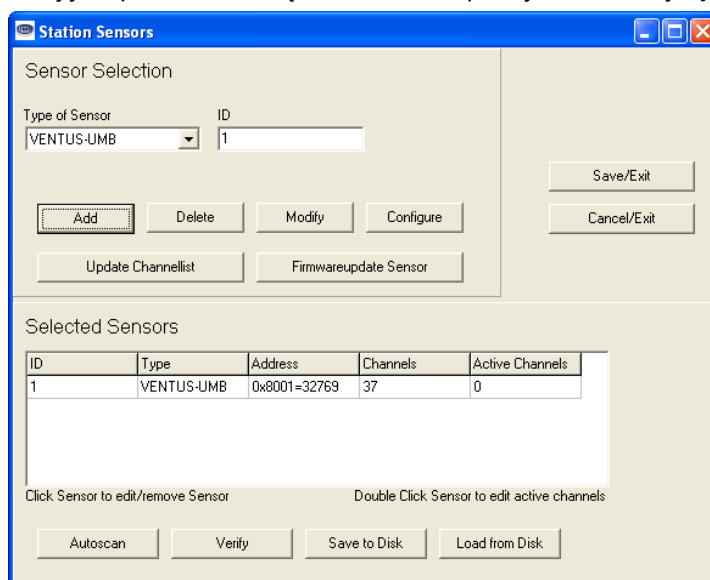 Station Sensors
Sensor Selection
Type of Sensor ID
VENTUS-UMB 1
Save/Exit
Add Delete Modify Configure Cancel/Exit
Update Channellist Firmwareupdate Sensor
Selected Sensors
ID Type Address Channels Active Channels
1 VENTUS-UMB 0x8001=32769 37 0
Click Sensor to edit/remove Sensor Double Click Sensor to edit active channels
Autoscan Verify Save to Disk Load from Disk